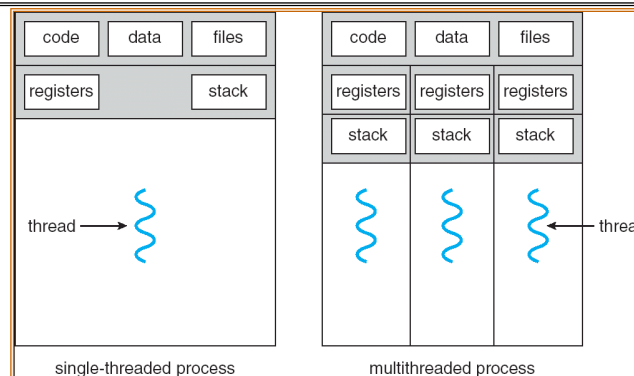 code data files
registers stack
thread
single-threaded process
code data files
registers registers registers
stack stack stack
multithreaded process